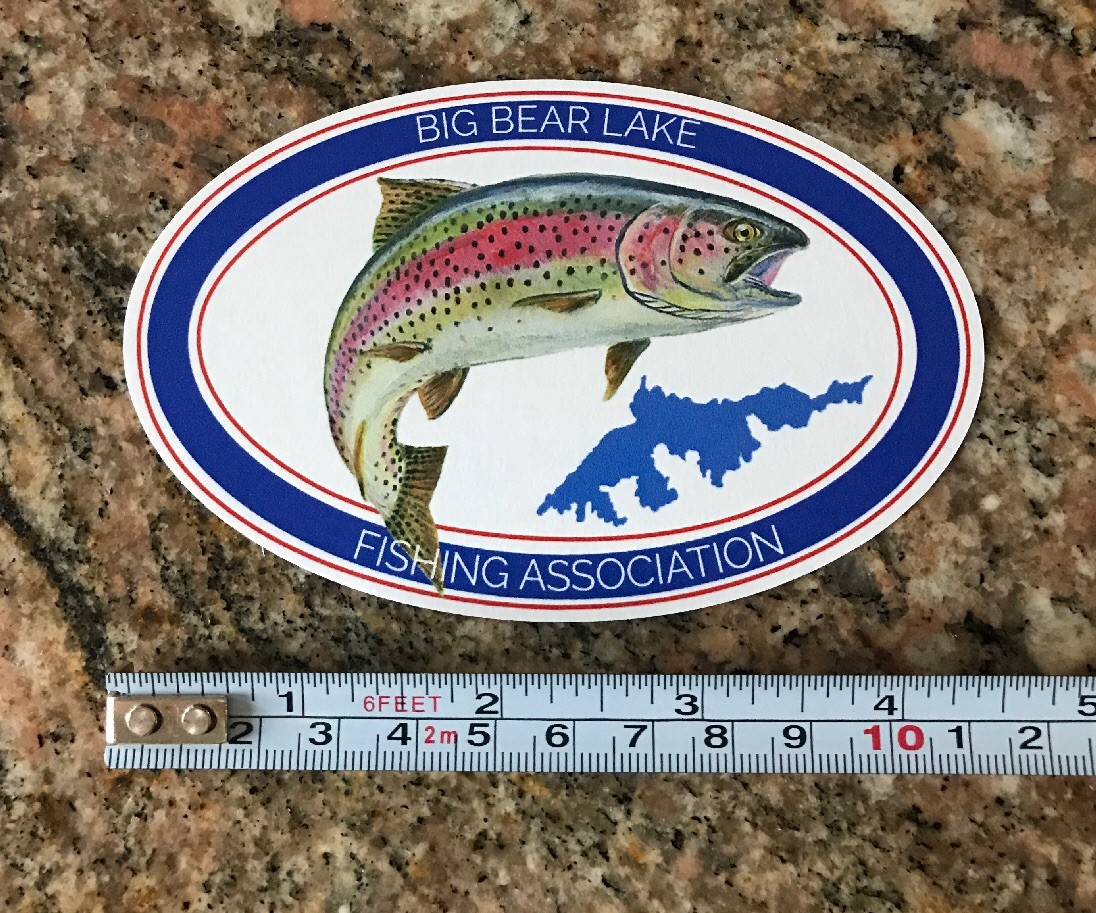 BIG BEAR LAKE
FISHING ASSOCIATION
1 6FEET 2 3 4 5
2 3 4 2m 5 6 7 8 9 10 1 2